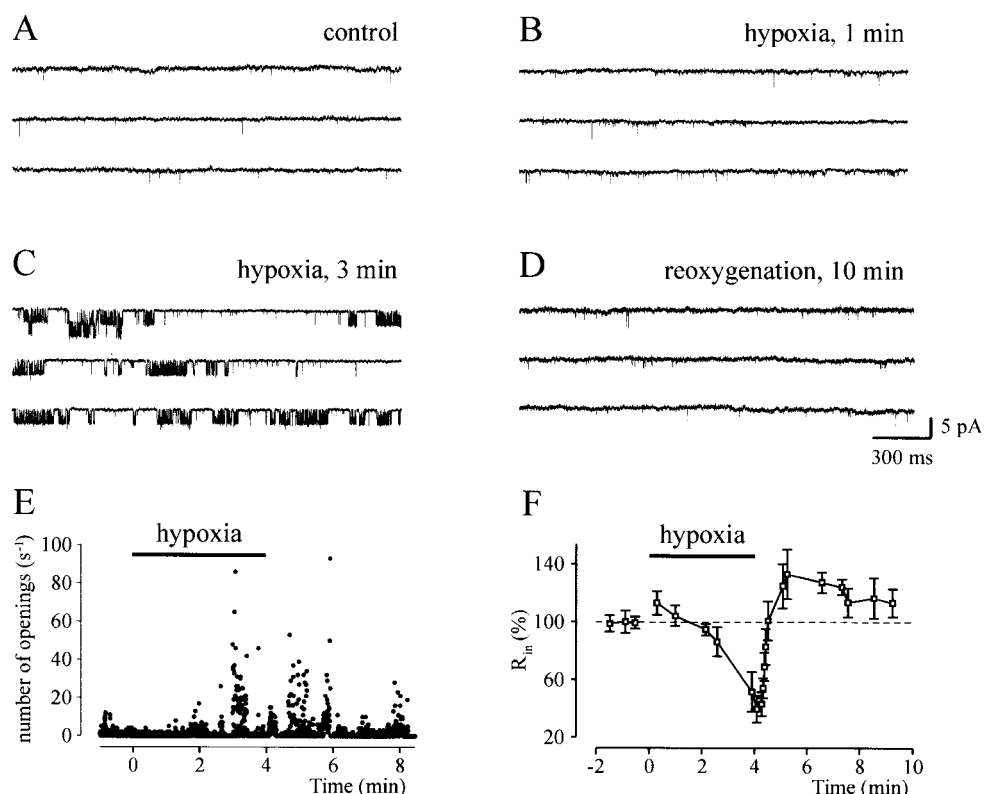 A
control
B
hypoxia, 1 min
C
hypoxia, 3 min
D
reoxygenation, 10 min
5 pA
300 ms
E
hypoxia
number of openings (s⁻¹)
100
80
60
40
20
0
0 2 4 6 8
Time (min)
F
hypoxia
Rin (%)
140
100
60
20
-2 0 2 4 6 8 10
Time (min)